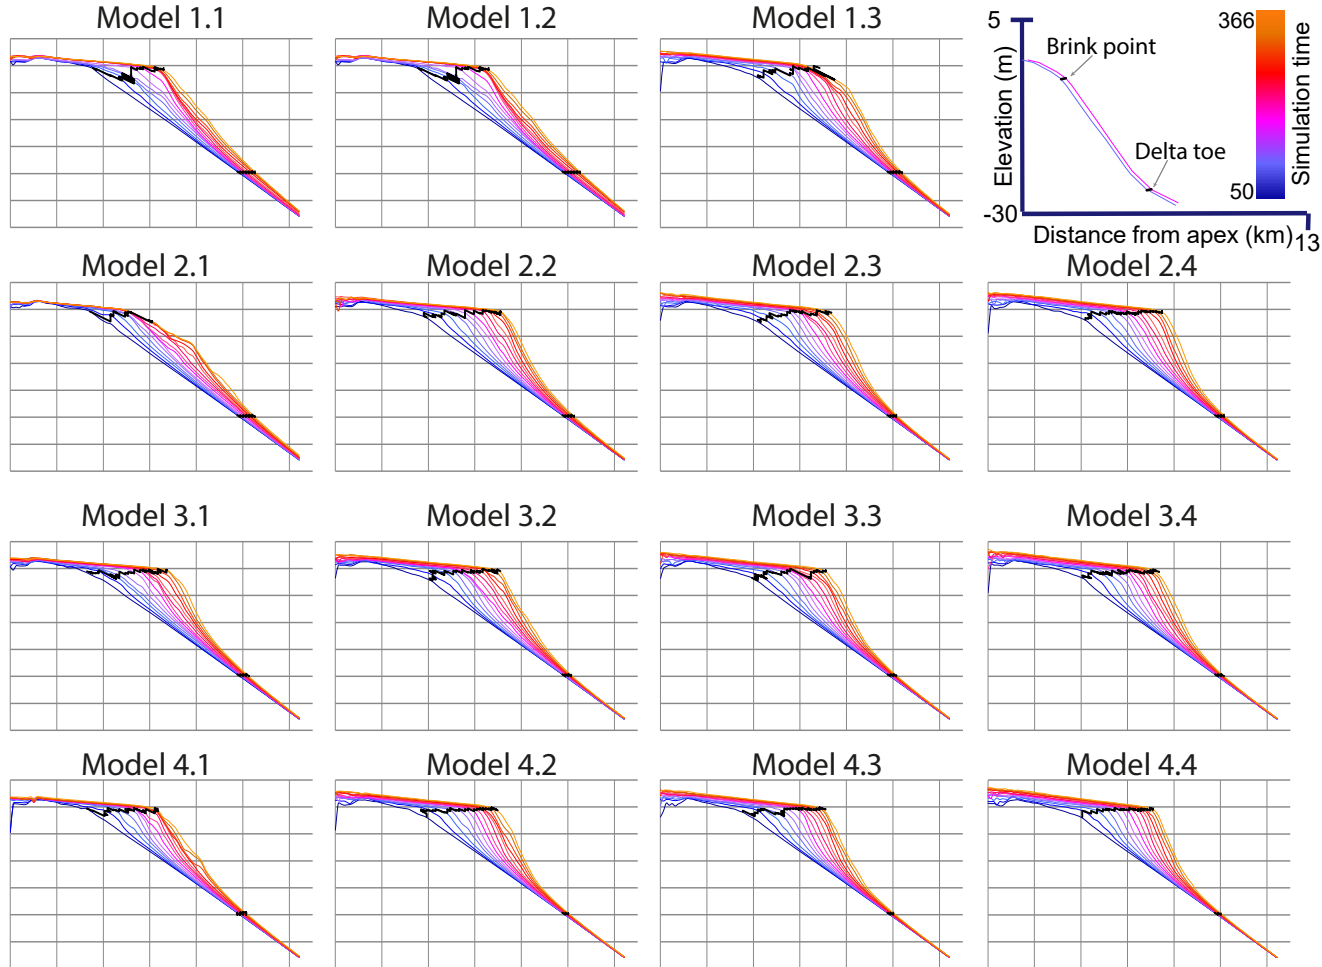 Model 1.1
Model 1.2
Model 1.3
5
Elevation (m)
-30
Brink point
Delta toe
Distance from apex (km)
13
366
50
Simulation time
Model 2.1
Model 2.2
Model 2.3
Model 2.4
Model 3.1
Model 3.2
Model 3.3
Model 3.4
Model 4.1
Model 4.2
Model 4.3
Model 4.4